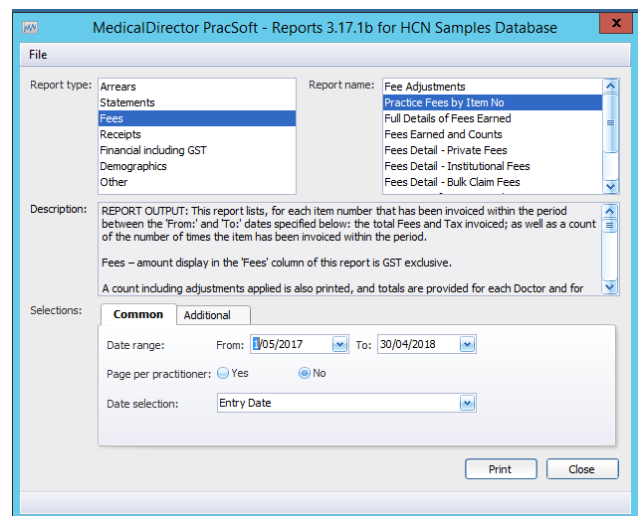 MedicalDirector PracSoft - Reports 3.17.1b for HCN Samples Database
x
File
Report type:
Arrears
Statements
Fees
Receipts
Financial including GST
Demographics
Other
Report name:
Fee Adjustments
Practice Fees by Item No
Full Details of Fees Earned
Fees Earned and Counts
Fees Detail - Private Fees
Fees Detail - Institutional Fees
Fees Detail - Bulk Claim Fees
Description:
REPORT OUTPUT: This report lists, for each item number that has been invoiced within the period
between the 'From:' and 'To:' dates specified below: the total Fees and Tax invoiced; as well as a count
of the number of times the item has been invoiced within the period.
Fees – amount display in the 'Fees' column of this report is GST exclusive.
A count including adjustments applied is also printed, and totals are provided for each Doctor and for
Selections:
Common Additional
Date range: From: 1/05/2017 To: 30/04/2018
Page per practitioner: Yes No
Date selection: Entry Date
Print Close